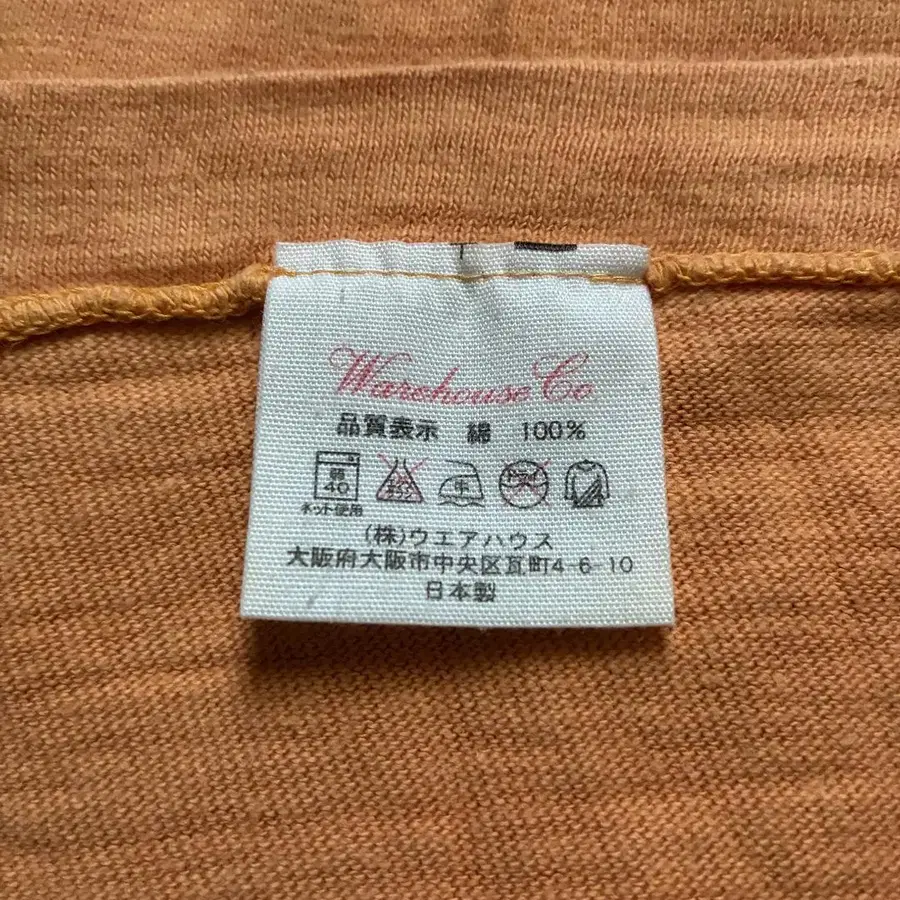 Warehouse Co
品質表示 綿 100%
弱
40
中
ネット使用
(株)ウエアハウス
大阪府大阪市中央区瓦町4-6-10
日本製